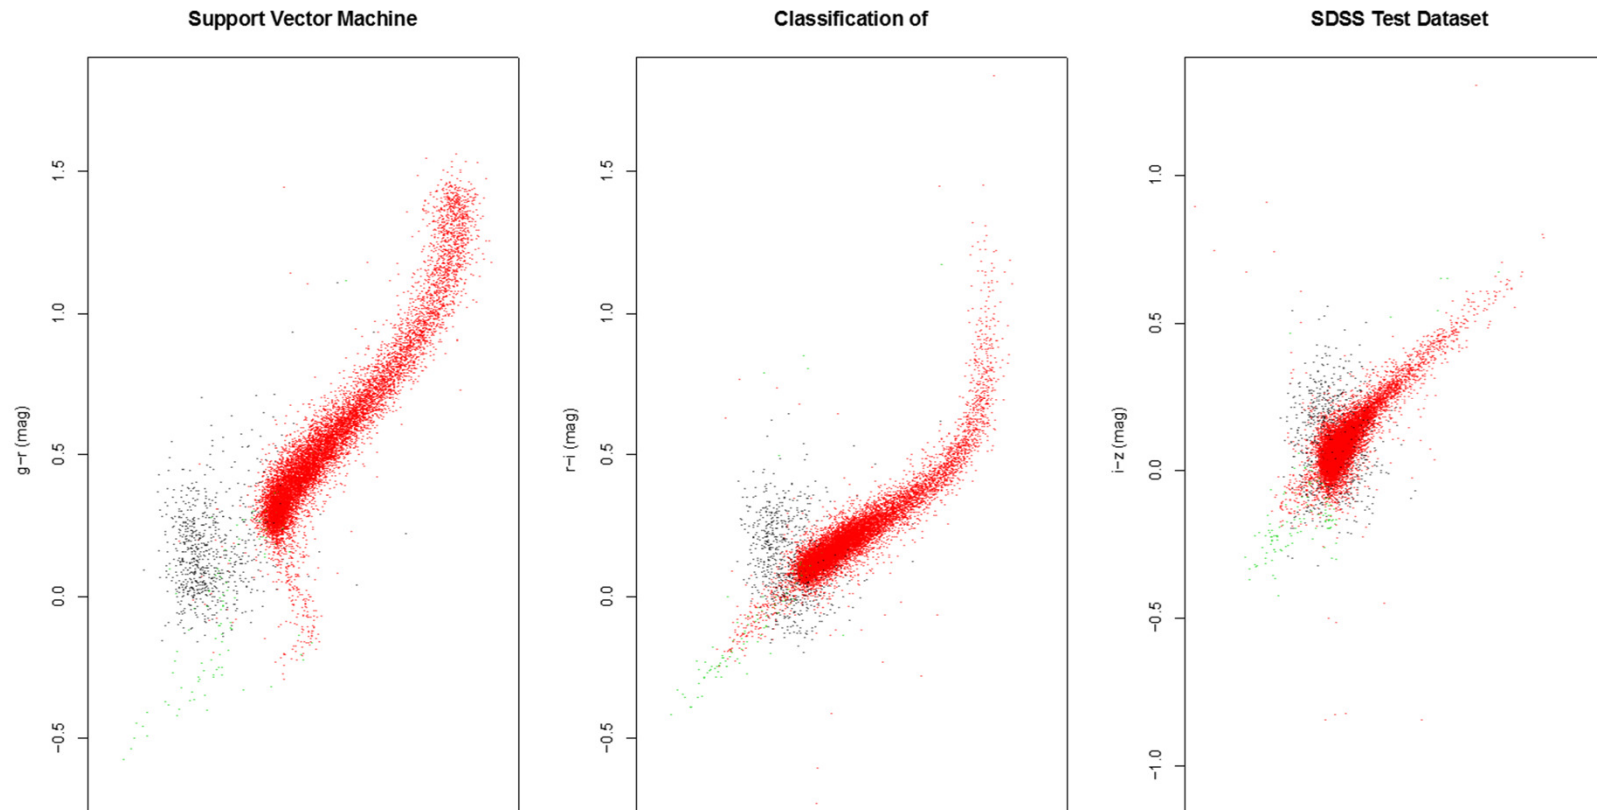 Support Vector Machine
Classification of
SDSS Test Dataset
g−r (mag)
1.5
1.0
0.5
0.0
−0.5
r−i (mag)
1.5
1.0
0.5
0.0
−0.5
i−z (mag)
1.0
0.5
0.0
−0.5
−1.0